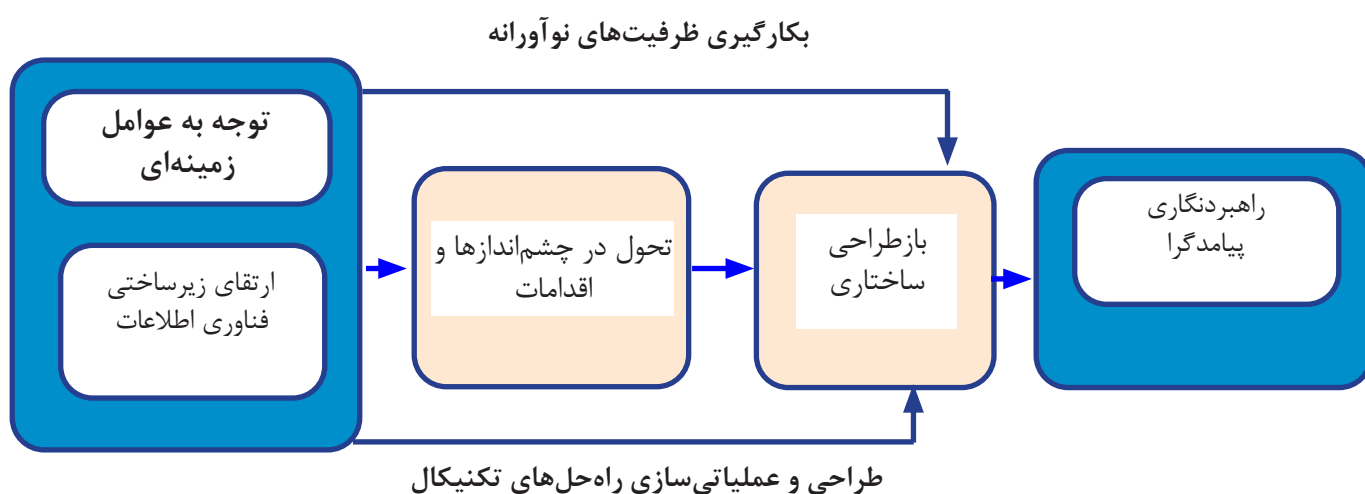 بکارگیری ظرفیت‌های نوآورانه
توجه به عوامل
زمینه‌ای
ارتقای زیرساختی
فناوری اطلاعات
تحول در چشم‌اندازها و
اقدامات
بازطراحی
ساختاری
راهبردنگاری
پیامدگرا
طراحی و عملیاتی‌سازی راه‌حل‌های تکنیکال